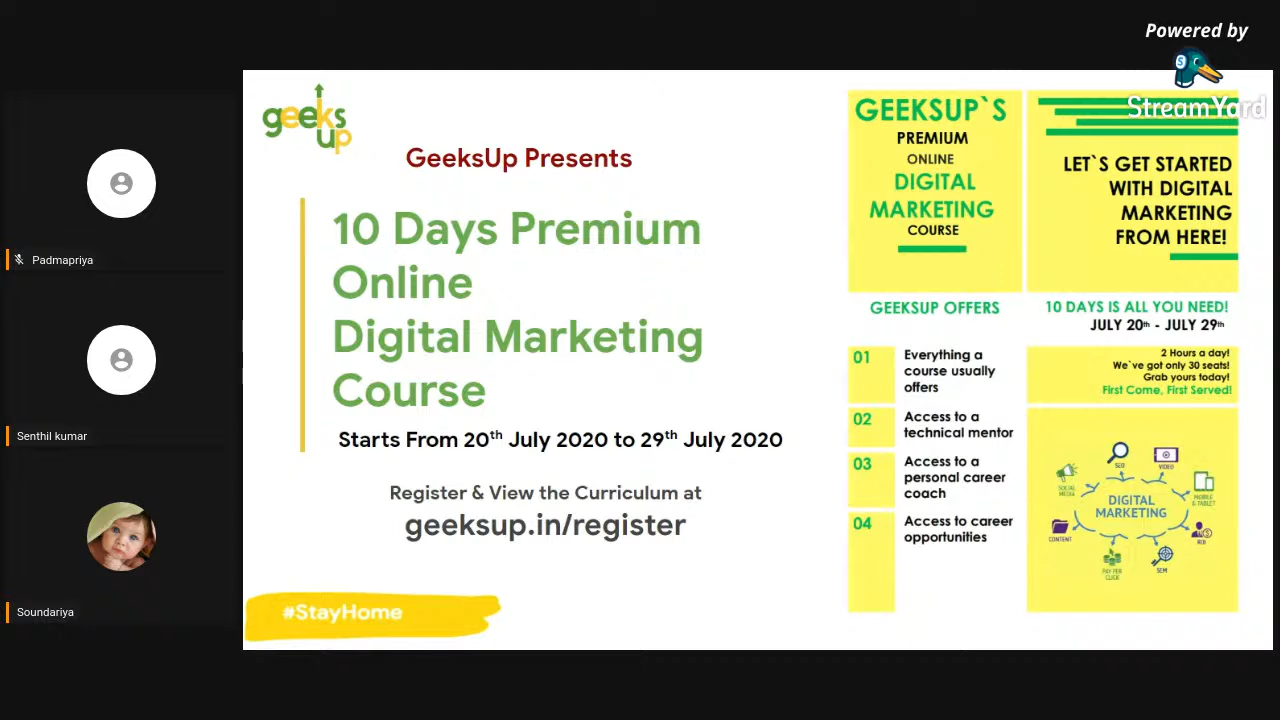 Powered by
StreamYard
Padmapriya
Senthil kumar
Soundariya
geeks
up
GeeksUp Presents
10 Days Premium
Online
Digital Marketing
Course
Starts From 20th July 2020 to 29th July 2020
Register & View the Curriculum at
geeksup.in/register
#StayHome
GEEKSUP`S
PREMIUM
ONLINE
DIGITAL
MARKETING
COURSE
LET`S GET STARTED
WITH DIGITAL
MARKETING
FROM HERE!
GEEKSUP OFFERS
10 DAYS IS ALL YOU NEED!
JULY 20th - JULY 29th
01
Everything a
course usually
offers
02
Access to a
technical mentor
03
Access to a
personal career
coach
04
Access to career
opportunities
2 Hours a day!
We`ve got only 30 seats!
Grab yours today!
First Come, First Served!
SEO
VIDEO
SOCIAL
MEDIA
MOBILE
& TABLET
DIGITAL
MARKETING
CONTENT
PAY PER
CLICK
SEM